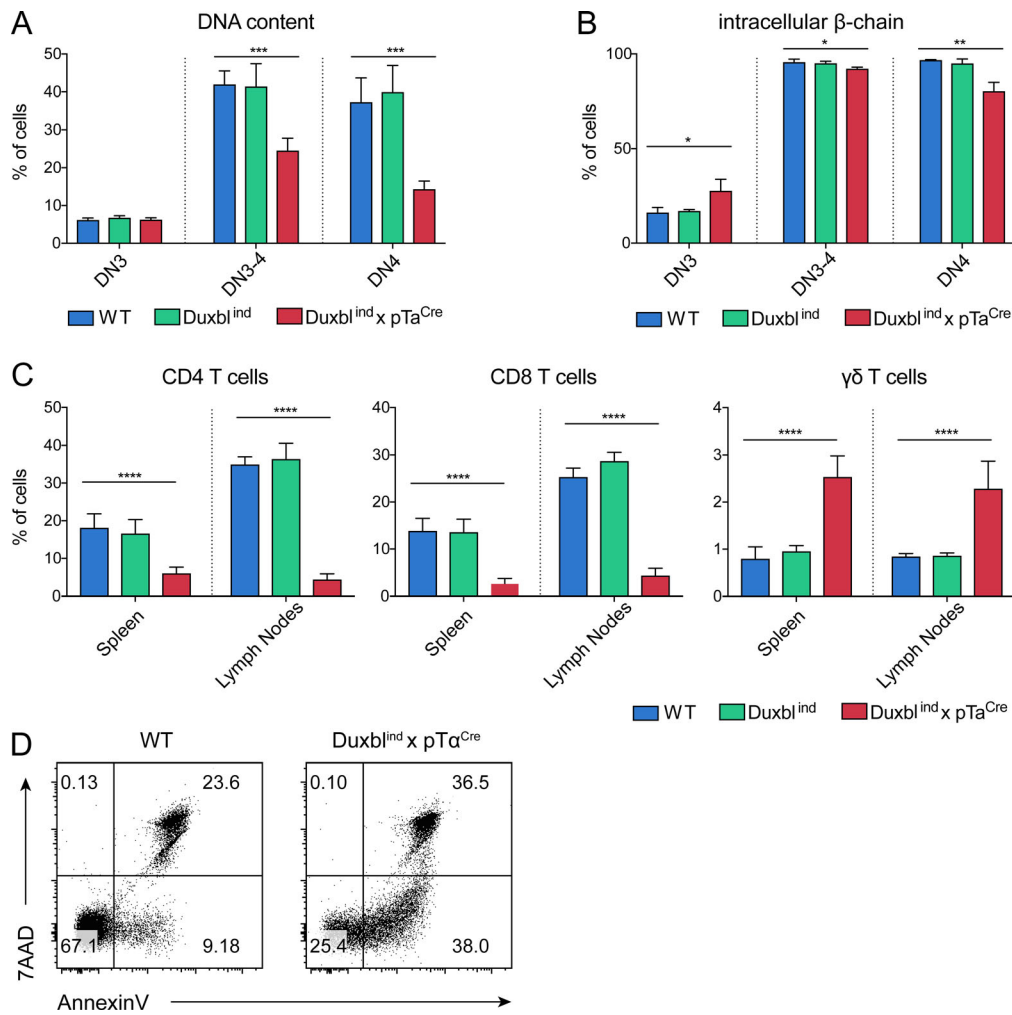 A
DNA content
% of cells
50
40
30
20
10
0
***
***
DN3
DN3-4
DN4
WT
Duxbl^ind
Duxbl^ind x pTa^Cre
B
intracellular β-chain
% of cells
100
50
0
*
*
**
DN3
DN3-4
DN4
WT
Duxbl^ind
Duxbl^ind x pTa^Cre
C
CD4 T cells
% of cells
50
40
30
20
10
0
****
****
Spleen
Lymph Nodes
CD8 T cells
40
30
20
10
0
****
****
Spleen
Lymph Nodes
γδ T cells
4
3
2
1
0
****
****
Spleen
Lymph Nodes
WT
Duxbl^ind
Duxbl^ind x pTa^Cre
D
WT
0.13
23.6
67.1
9.18
Duxbl^ind x pTα^Cre
0.10
36.5
25.4
38.0
7AAD
AnnexinV